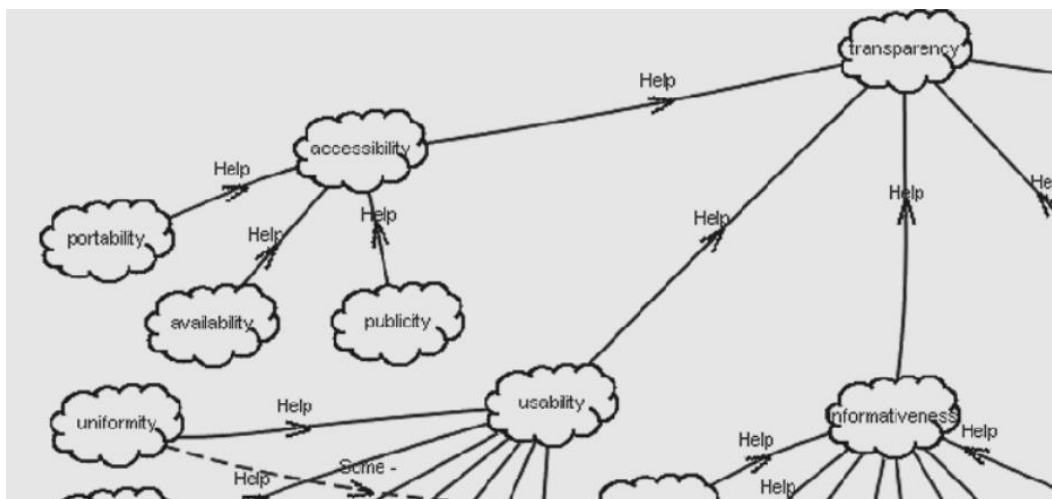 transparency
Help
accessibility
Help
portability
Help
Help
Help
availability
publicity
Help
Help
uniformity
Help
usability
informativeness
Help
Help
Some -
Help
Help